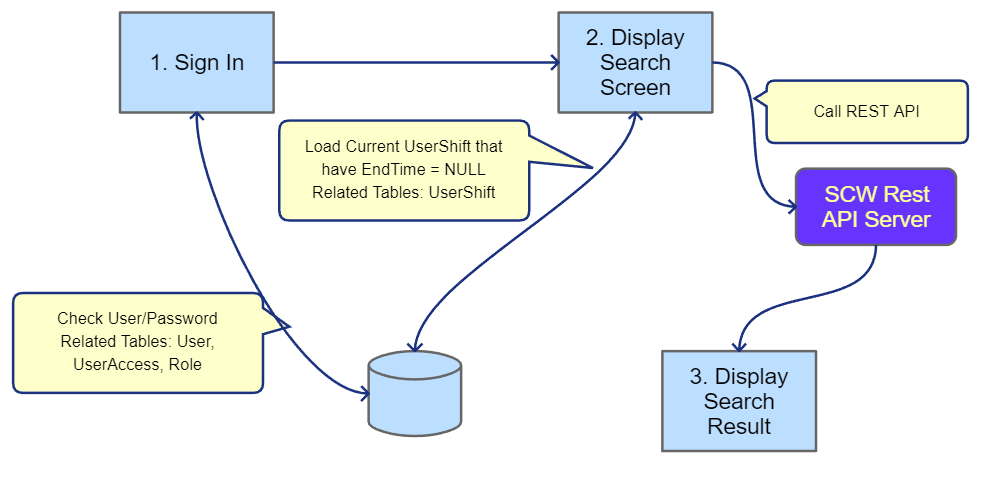 1. Sign In
2. Display
Search
Screen
Call REST API
Load Current UserShift that
have EndTime = NULL
Related Tables: UserShift
SCW Rest
API Server
Check User/Password
Related Tables: User,
UserAccess, Role
3. Display
Search
Result